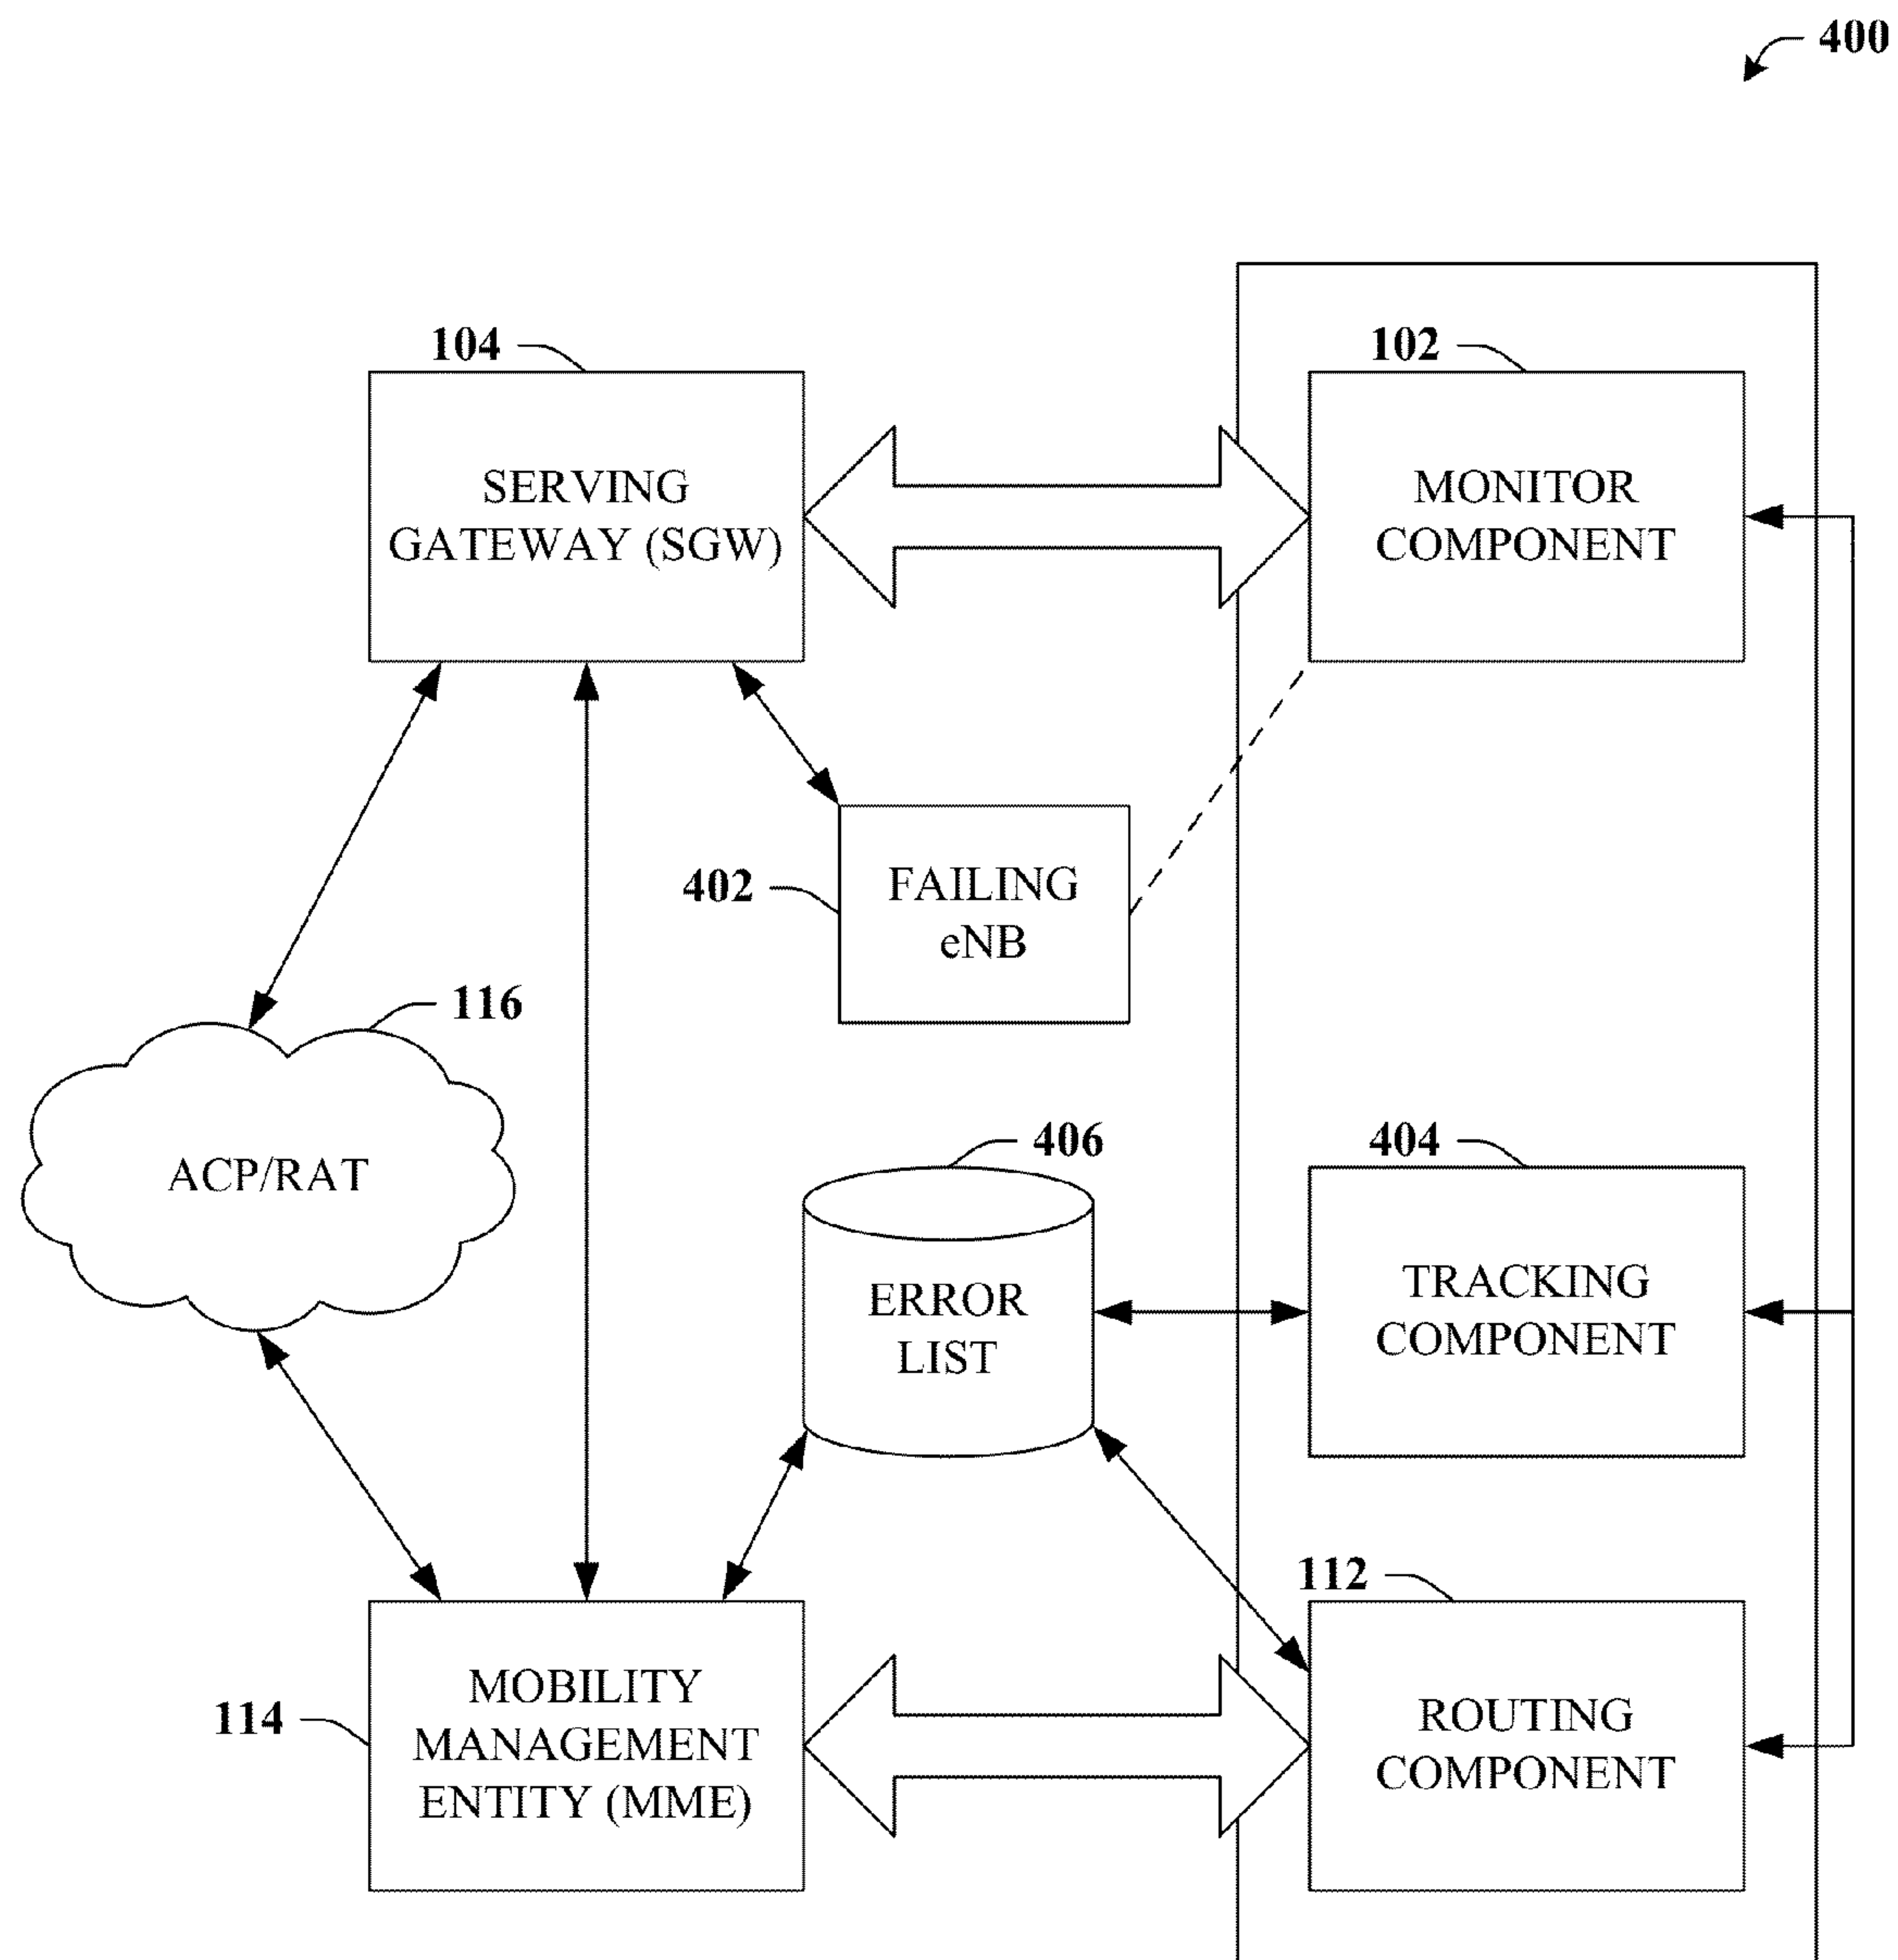 400
104
102
SERVING
GATEWAY (SGW)
MONITOR
COMPONENT
402
FAILING
eNB
116
ACP/RAT
406
404
ERROR
LIST
TRACKING
COMPONENT
112
114
MOBILITY
MANAGEMENT
ENTITY (MME)
ROUTING
COMPONENT